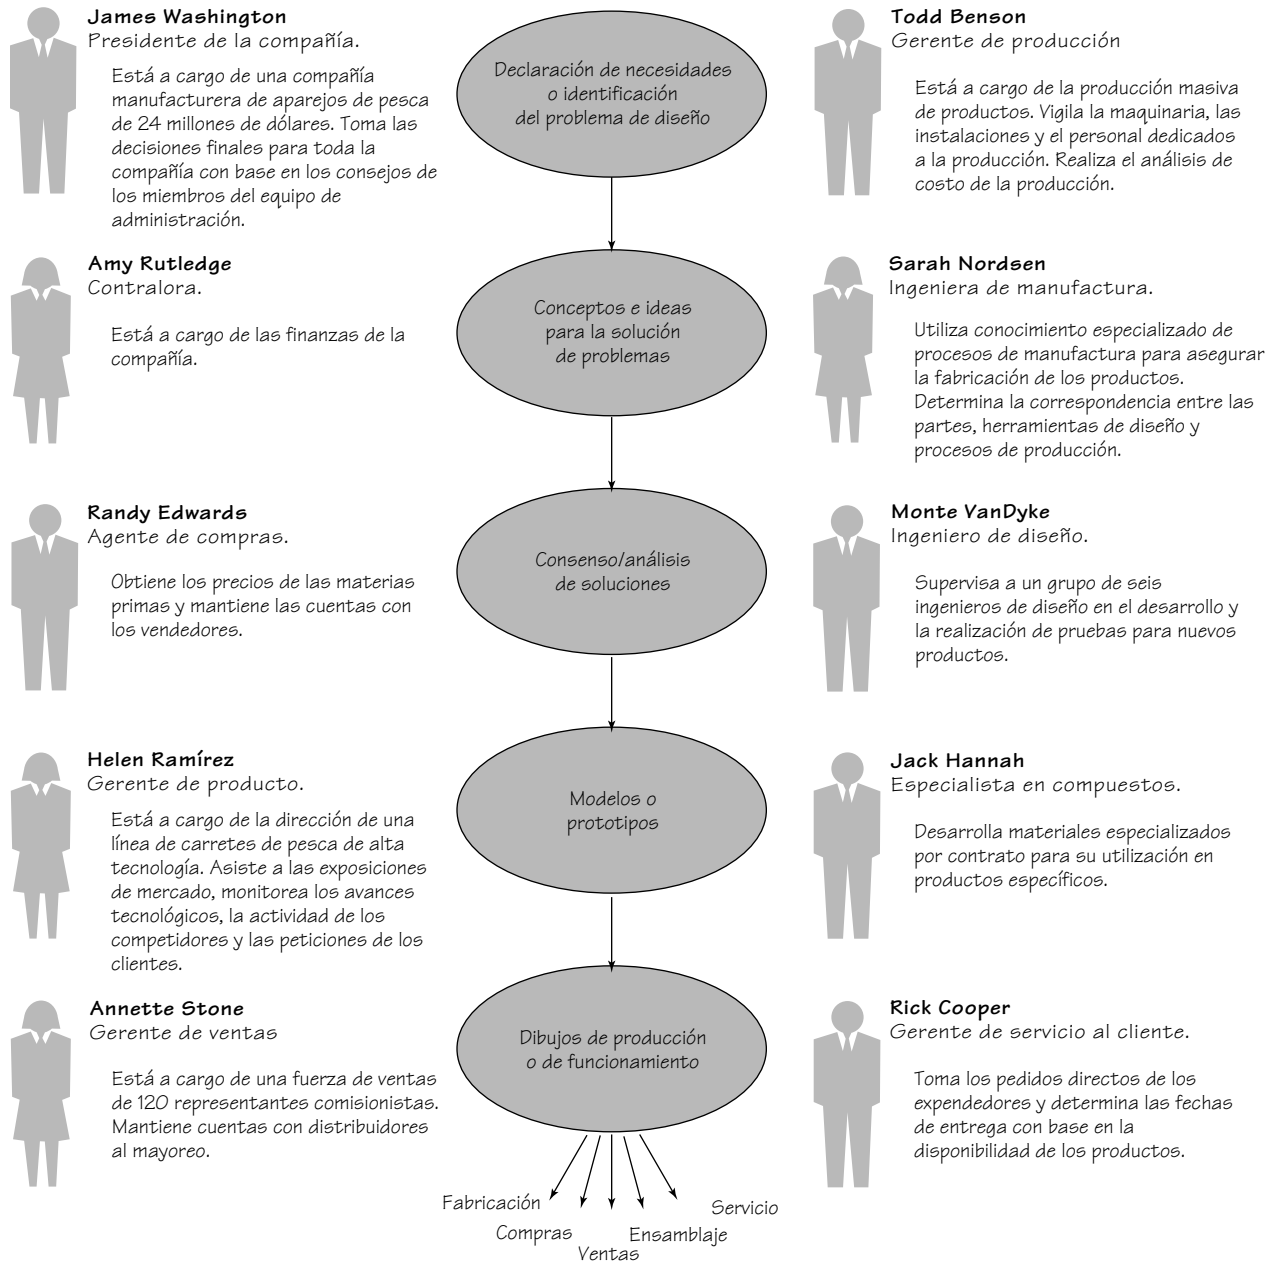 James Washington
Presidente de la compañía.
Está a cargo de una compañía
manufacturera de aparejos de pesca
de 24 millones de dólares. Toma las
decisiones finales para toda la
compañía con base en los consejos de
los miembros del equipo de
administración.
Amy Rutledge
Contralora.
Está a cargo de las finanzas de la
compañía.
Randy Edwards
Agente de compras.
Obtiene los precios de las materias
primas y mantiene las cuentas con
los vendedores.
Helen Ramírez
Gerente de producto.
Está a cargo de la dirección de una
línea de carretes de pesca de alta
tecnología. Asiste a las exposiciones
de mercado, monitorea los avances
tecnológicos, la actividad de los
competidores y las peticiones de los
clientes.
Annette Stone
Gerente de ventas
Está a cargo de una fuerza de ventas
de 120 representantes comisionistas.
Mantiene cuentas con distribuidores
al mayoreo.
Declaración de necesidades
o identificación
del problema de diseño
Conceptos e ideas
para la solución
de problemas
Consenso/análisis
de soluciones
Modelos o
prototipos
Dibujos de producción
o de funcionamiento
Fabricación
Compras
Ventas
Ensamblaje
Servicio
Todd Benson
Gerente de producción
Está a cargo de la producción masiva
de productos. Vigila la maquinaria, las
instalaciones y el personal dedicados
a la producción. Realiza el análisis de
costo de la producción.
Sarah Nordsen
Ingeniera de manufactura.
Utiliza conocimiento especializado de
procesos de manufactura para asegurar
la fabricación de los productos.
Determina la correspondencia entre las
partes, herramientas de diseño y
procesos de producción.
Monte VanDyke
Ingeniero de diseño.
Supervisa a un grupo de seis
ingenieros de diseño en el desarrollo y
la realización de pruebas para nuevos
productos.
Jack Hannah
Especialista en compuestos.
Desarrolla materiales especializados
por contrato para su utilización en
productos específicos.
Rick Cooper
Gerente de servicio al cliente.
Toma los pedidos directos de los
expendedores y determina las fechas
de entrega con base en la
disponibilidad de los productos.